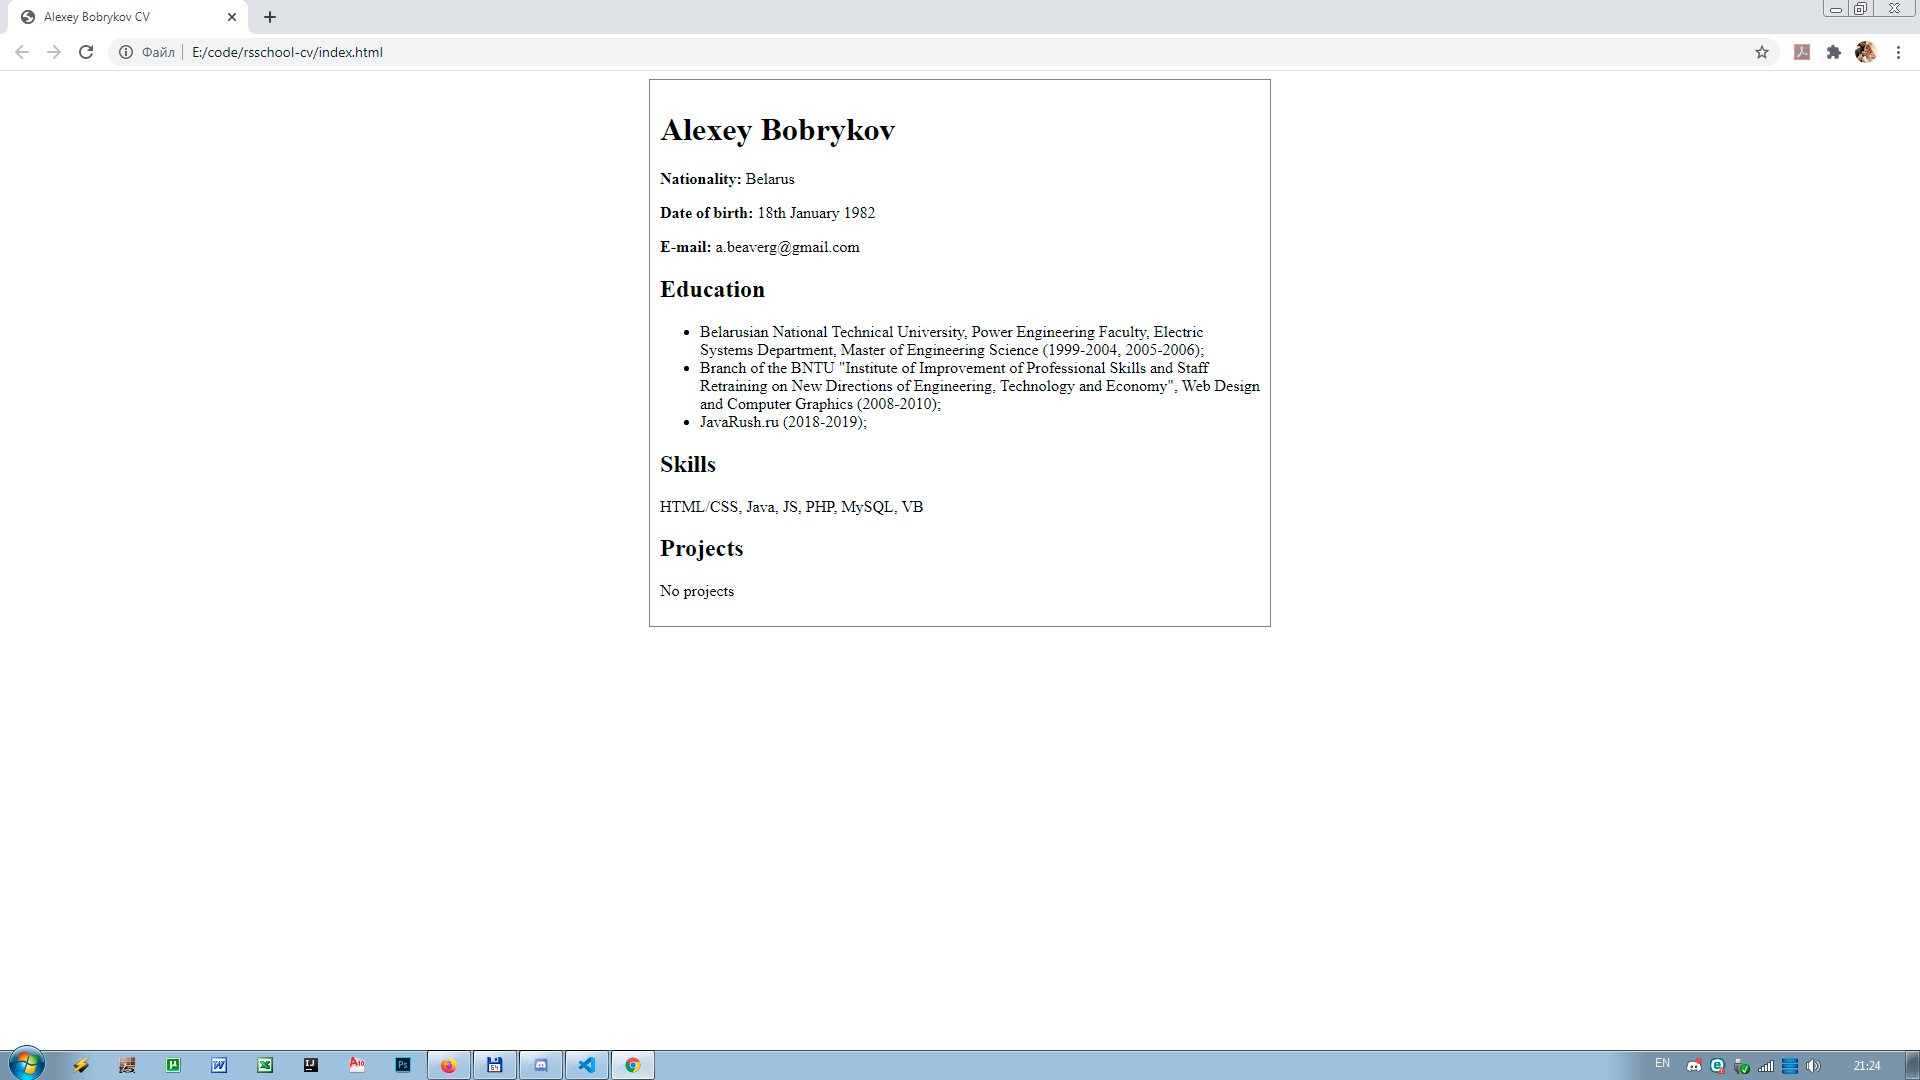 Alexey Bobrykov CV
Файл
E:/code/rsschool-cv/index.html
Alexey Bobrykov
Nationality: Belarus
Date of birth: 18th January 1982
E-mail: a.beaverg@gmail.com
Education
Belarusian National Technical University, Power Engineering Faculty, Electric
Systems Department, Master of Engineering Science (1999-2004, 2005-2006);
Branch of the BNTU "Institute of Improvement of Professional Skills and Staff
Retraining on New Directions of Engineering, Technology and Economy", Web Design
and Computer Graphics (2008-2010);
JavaRush.ru (2018-2019);
Skills
HTML/CSS, Java, JS, PHP, MySQL, VB
Projects
No projects
IJ
A10
Ps
64
EN
21:24